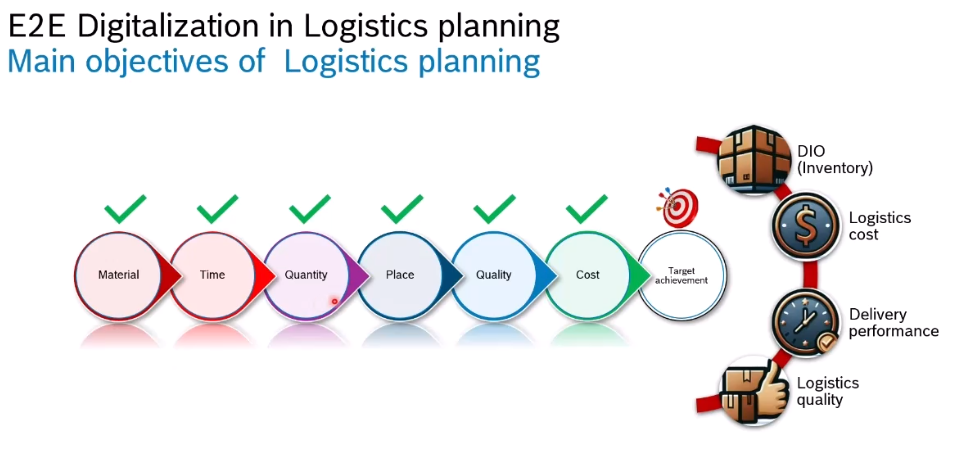 E2E Digitalization in Logistics planning
Main objectives of Logistics planning
Material
Time
Quantity
Place
Quality
Cost
Target
achievement
DIO
(Inventory)
Logistics
cost
Delivery
performance
Logistics
quality